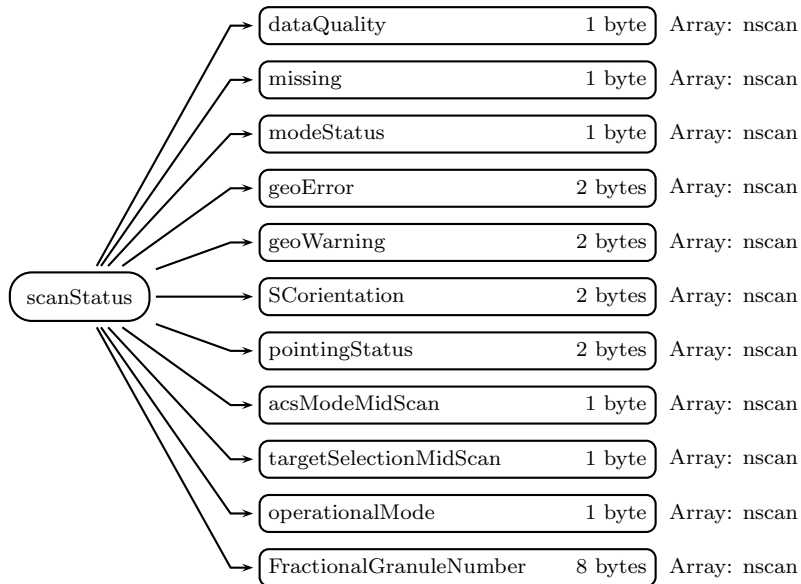 dataQuality 1 byte Array: nscan
missing 1 byte Array: nscan
modeStatus 1 byte Array: nscan
geoError 2 bytes Array: nscan
geoWarning 2 bytes Array: nscan
scanStatus
SCorientation 2 bytes Array: nscan
pointingStatus 2 bytes Array: nscan
acsModeMidScan 1 byte Array: nscan
targetSelectionMidScan 1 byte Array: nscan
operationalMode 1 byte Array: nscan
FractionalGranuleNumber 8 bytes Array: nscan